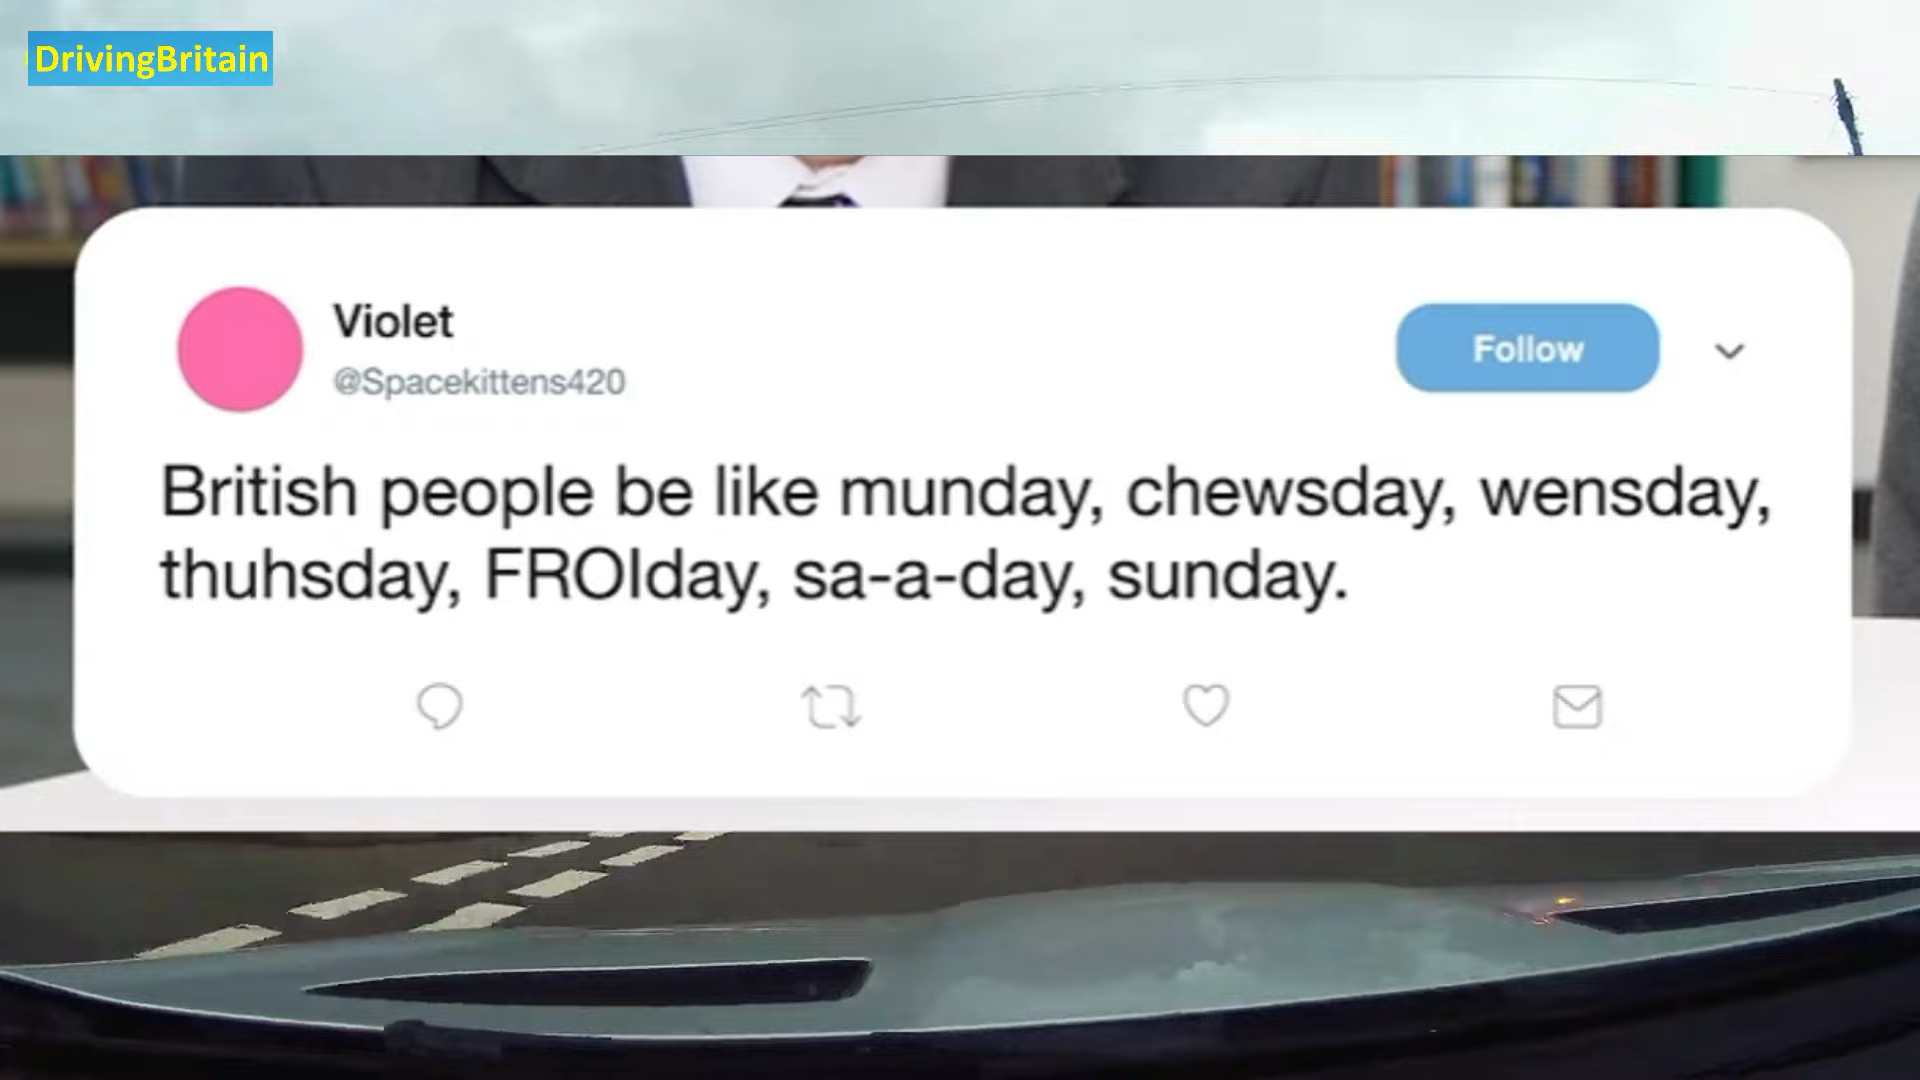 DrivingBritain
Violet
@Spacekittens420
Follow
British people be like munday, chewsday, wensday,
thuhsday, FROIday, sa-a-day, sunday.